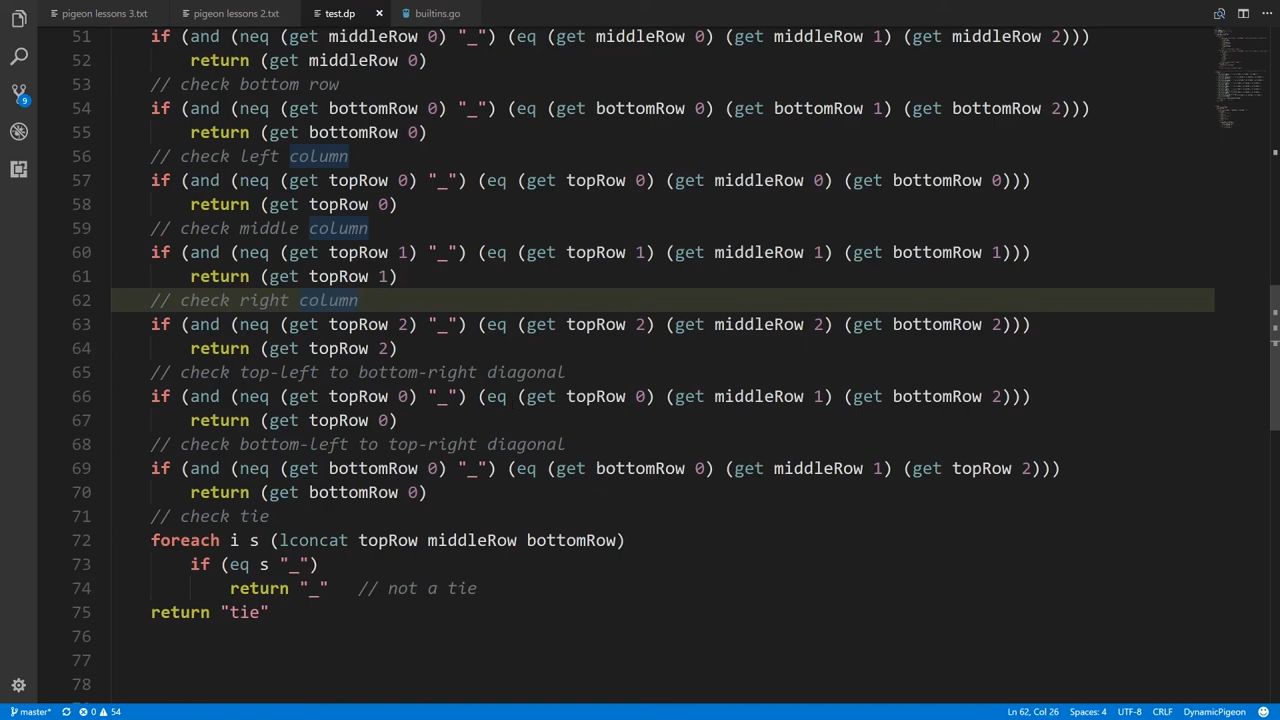 pigeon lessons 3.txt
pigeon lessons 2.txt
test.dp
builtins.go
51 if (and (neq (get middleRow 0) "_") (eq (get middleRow 0) (get middleRow 1) (get middleRow 2)))
52 return (get middleRow 0)
53 // check bottom row
54 if (and (neq (get bottomRow 0) "_") (eq (get bottomRow 0) (get bottomRow 1) (get bottomRow 2)))
55 return (get bottomRow 0)
56 // check left column
57 if (and (neq (get topRow 0) "_") (eq (get topRow 0) (get middleRow 0) (get bottomRow 0)))
58 return (get topRow 0)
59 // check middle column
60 if (and (neq (get topRow 1) "_") (eq (get topRow 1) (get middleRow 1) (get bottomRow 1)))
61 return (get topRow 1)
62 // check right column
63 if (and (neq (get topRow 2) "_") (eq (get topRow 2) (get middleRow 2) (get bottomRow 2)))
64 return (get topRow 2)
65 // check top-left to bottom-right diagonal
66 if (and (neq (get topRow 0) "_") (eq (get topRow 0) (get middleRow 1) (get bottomRow 2)))
67 return (get topRow 0)
68 // check bottom-left to top-right diagonal
69 if (and (neq (get bottomRow 0) "_") (eq (get bottomRow 0) (get middleRow 1) (get topRow 2)))
70 return (get bottomRow 0)
71 // check tie
72 foreach i s (lconcat topRow middleRow bottomRow)
73 if (eq s "_")
74 return "_" // not a tie
75 return "tie"
76
77
78
9
master* 0 54 Ln 62, Col 26 Spaces: 4 UTF-8 CRLF DynamicPigeon